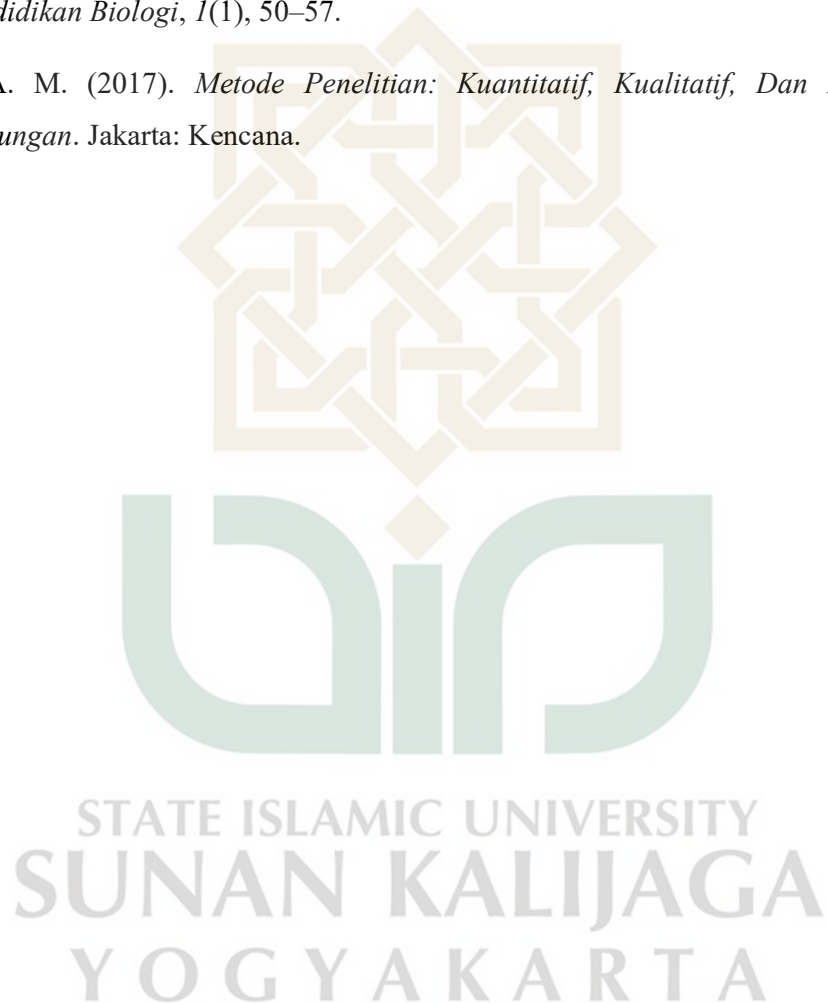 didikan Biologi, 1(1), 50–57.
A. M. (2017). Metode Penelitian: Kuantitatif, Kualitatif, Dan
ungan. Jakarta: Kencana.
STATE ISLAMIC UNIVERSITY
SUNAN KALIJAGA
YOGYAKARTA